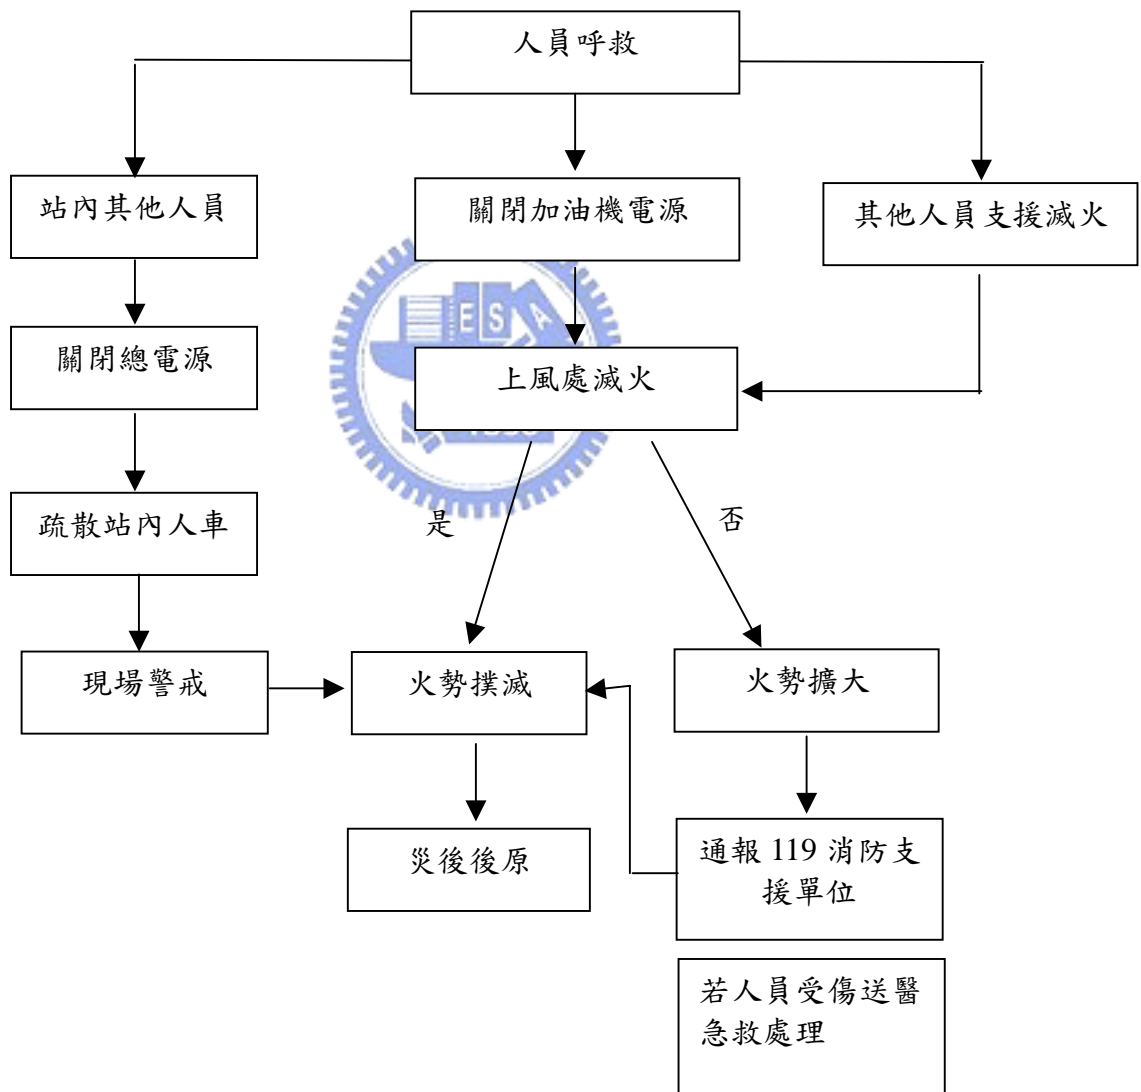 人員呼救
站內其他人員
關閉加油機電源
其他人員支援滅火
ESA
關閉總電源
上風處滅火
疏散站內人車
是
否
現場警戒
火勢撲滅
火勢擴大
災後後原
通報 119 消防支
援單位
若人員受傷送醫
急救處理